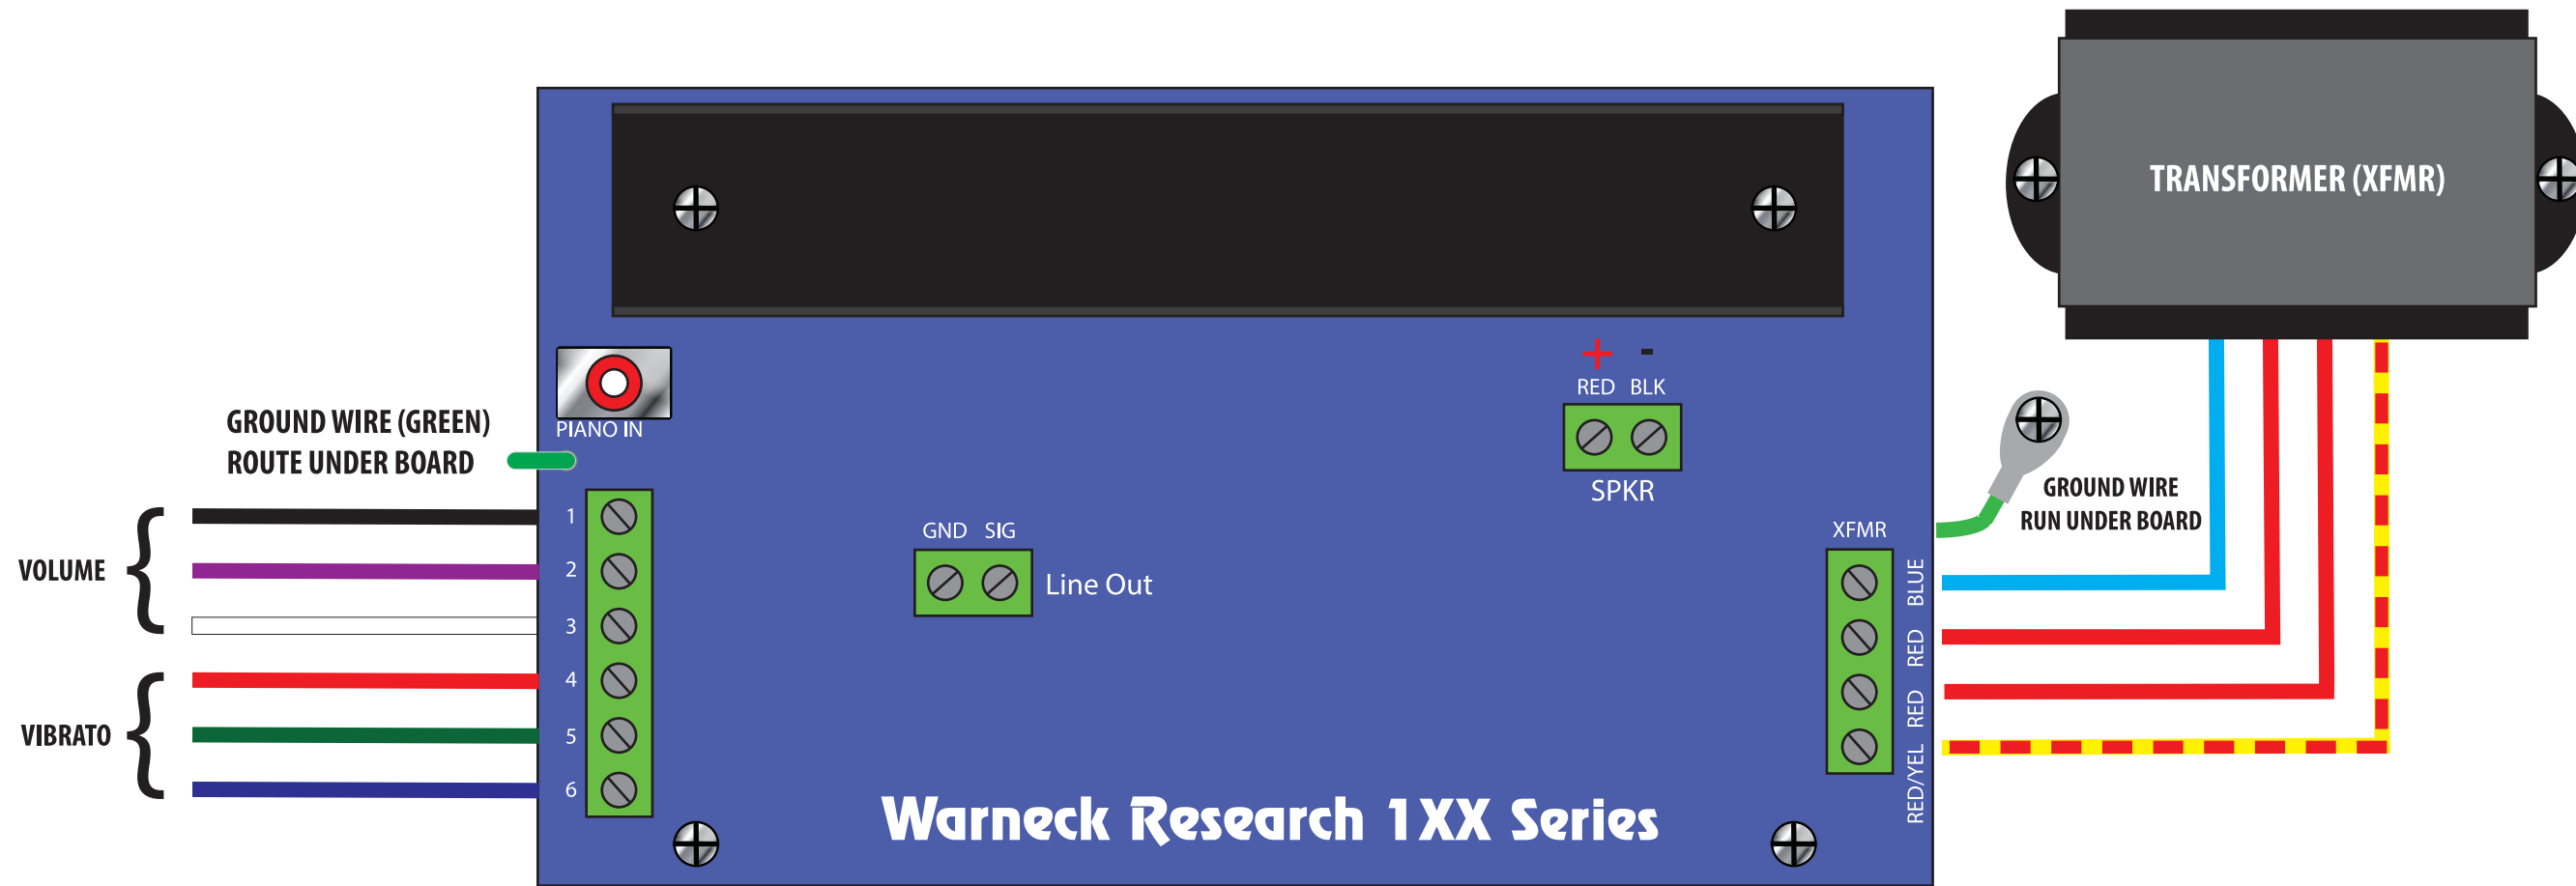 TRANSFORMER (XFMR)
+ -
RED BLK
SPKR
PIANO IN
GROUND WIRE (GREEN)
ROUTE UNDER BOARD
VOLUME
VIBRATO
1
2
3
4
5
6
GND SIG
Line Out
XFMR
BLUE
RED
RED
RED/YEL
GROUND WIRE
RUN UNDER BOARD
Warneck Research 1XX Series